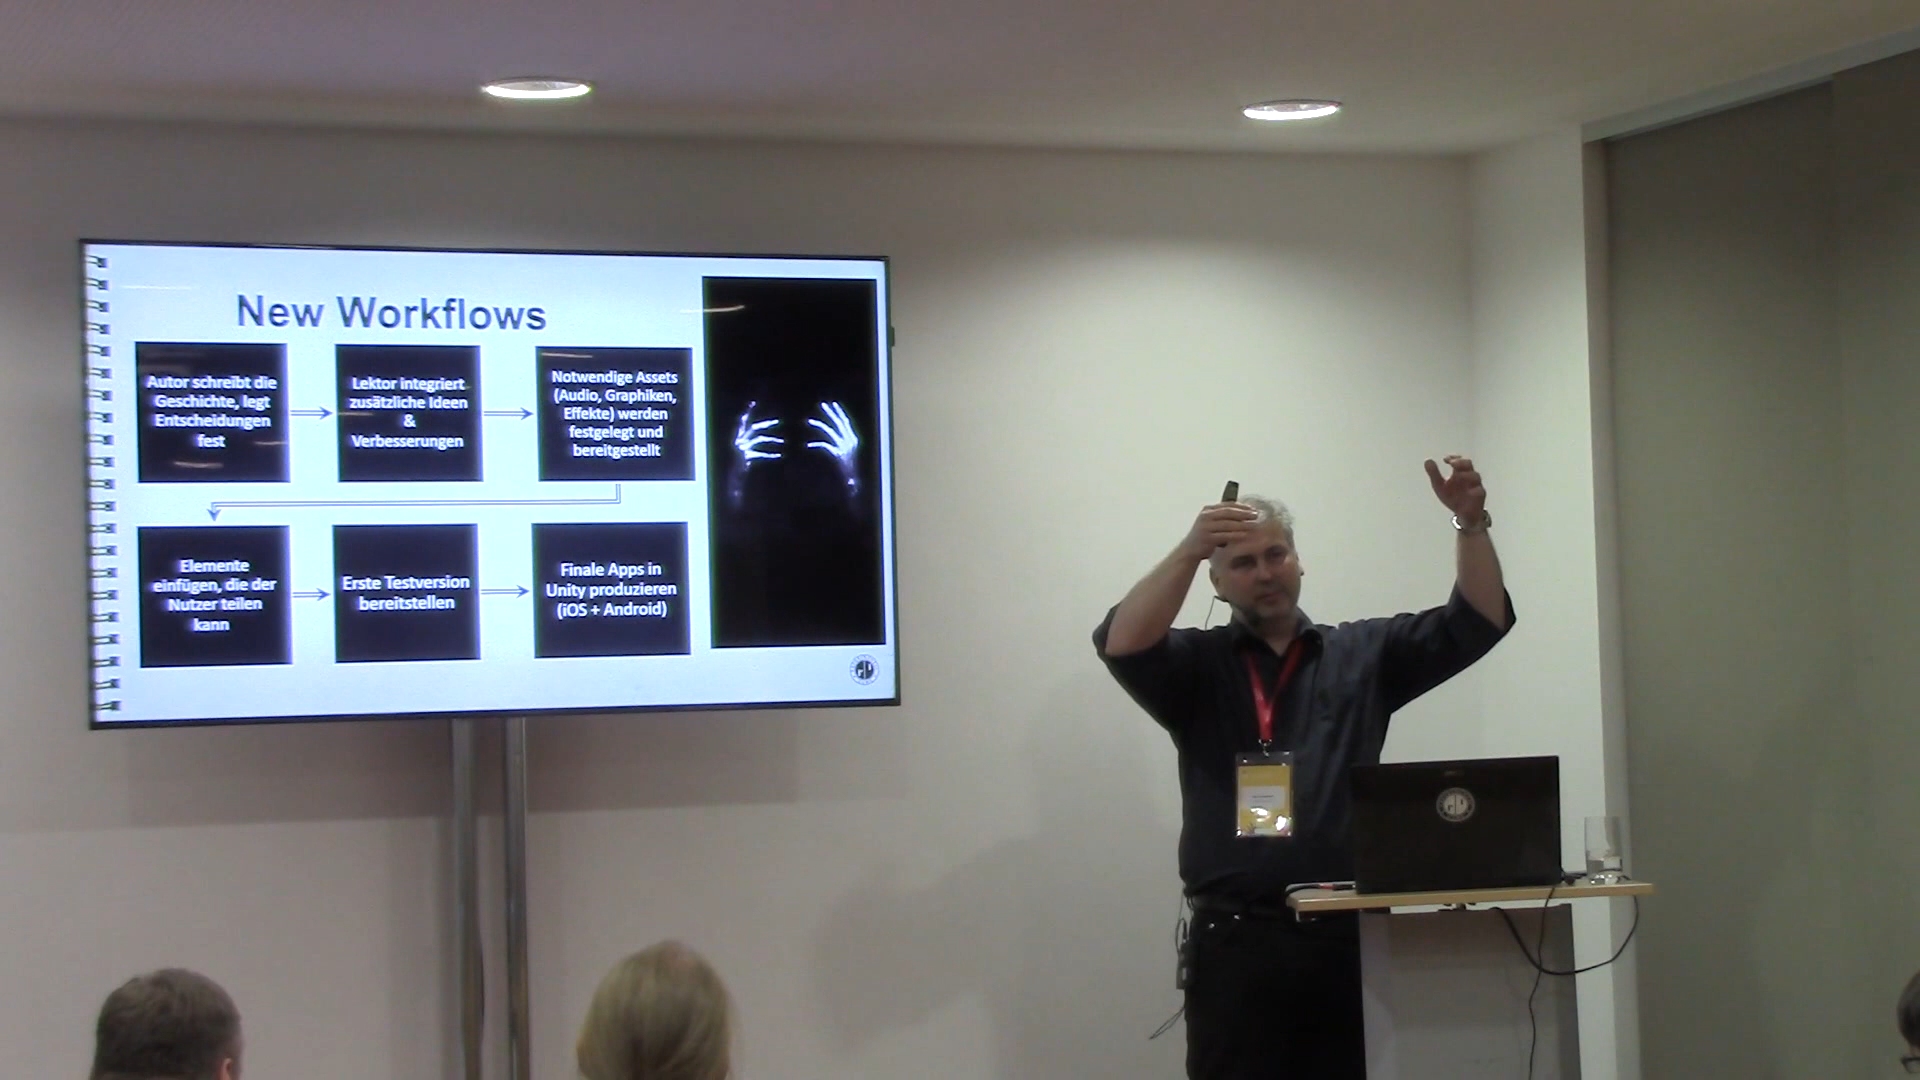 New Workflows
Autor schreibt die
Geschichte, legt
Entscheidungen
fest
Lektor integriert
zusätzliche Ideen
&
Verbesserungen
Notwendige Assets
(Audio, Graphiken,
Effekte) werden
festgelegt und
bereitgestellt
Elemente
einfügen, die der
Nutzer teilen
kann
Erste Testversion
bereitstellen
Finale Apps in
Unity produzieren
(iOS + Android)